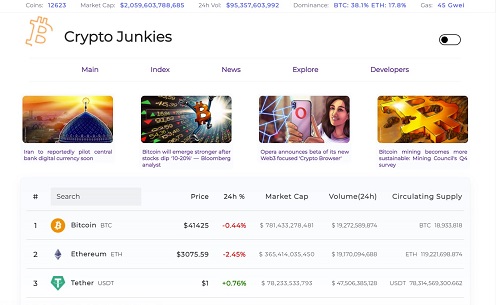 Coins: 12623 Market Cap: $2,059,603,788,685 24h Vol: $95,357,603,992 Dominance: BTC: 38.1% ETH: 17.8% Gas: 45 Gwei
Crypto Junkies
Main Index News Explore Developers
Iran to reportedly pilot central
bank digital currency soon
Bitcoin will emerge stronger after
stocks dip '10-20%' — Bloomberg
analyst
Opera announces beta of its new
Web3 focused 'Crypto Browser'
Bitcoin mining becomes more
sustainable: Mining Council's Q4
survey
# Search Price 24h % Market Cap Volume(24h) Circulating Supply
1 Bitcoin BTC $41425 -0.44% $ 781,433,278,481 $ 19,272,589,874 BTC 18,933,818
2 Ethereum ETH $3075.59 -2.45% $ 365,414,035,450 $ 19,170,094,688 ETH 119,221,698.874
3 Tether USDT $1 +0.76% $ 78,233,533,793 $ 47,506,385,128 USDT 78,314,569,300.662